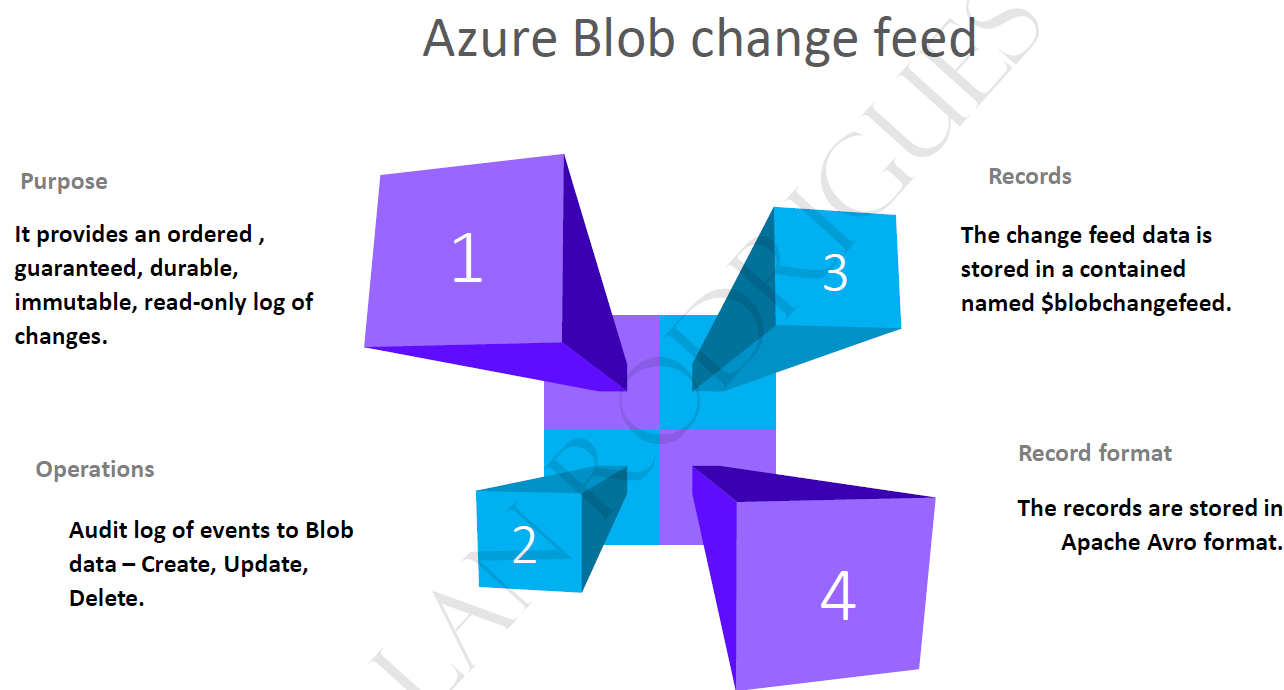 Azure Blob change feed
Purpose
It provides an ordered ,
guaranteed, durable,
immutable, read-only log of
changes.
1
Operations
Audit log of events to Blob
data – Create, Update,
Delete.
2
Records
The change feed data is
stored in a contained
named $blobchangefeed.
3
Record format
The records are stored in
Apache Avro format.
4
LAN RODRIGUES